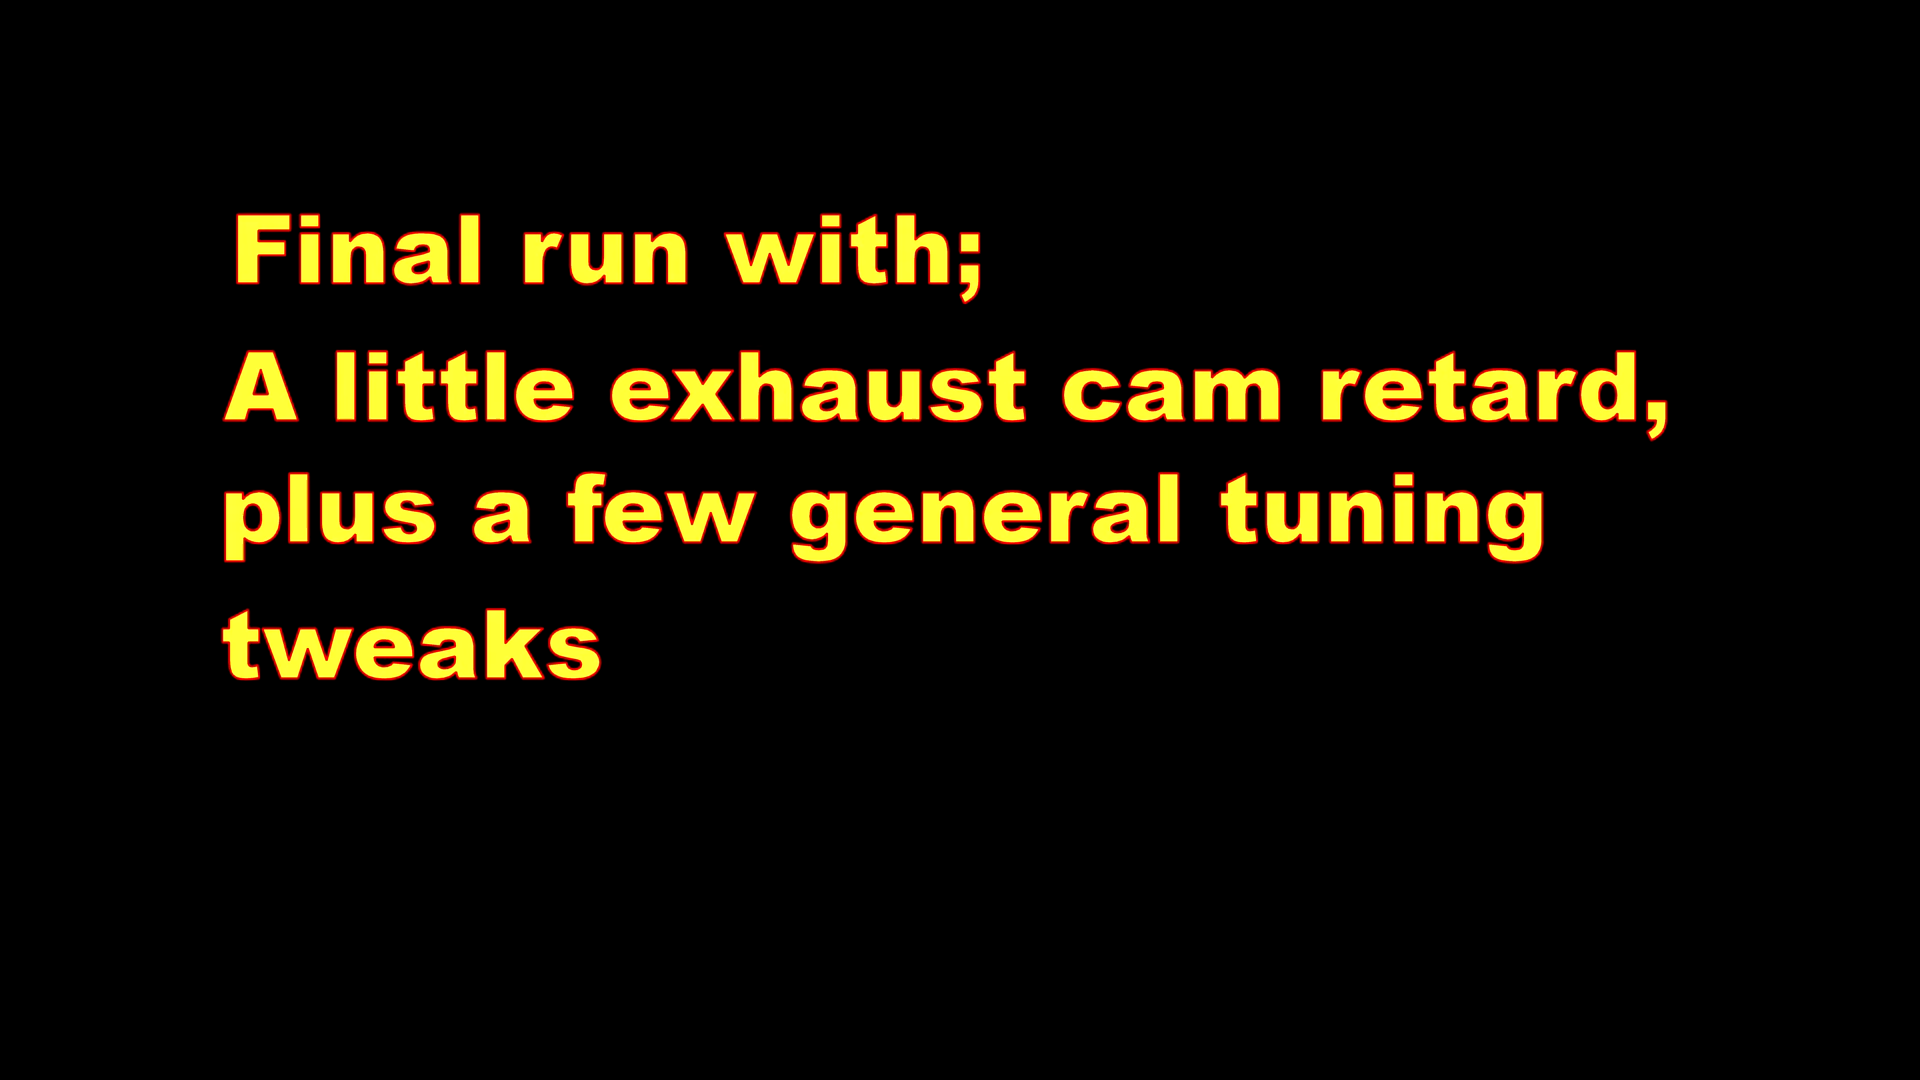 Final run with;
A little exhaust cam retard,
plus a few general tuning
tweaks